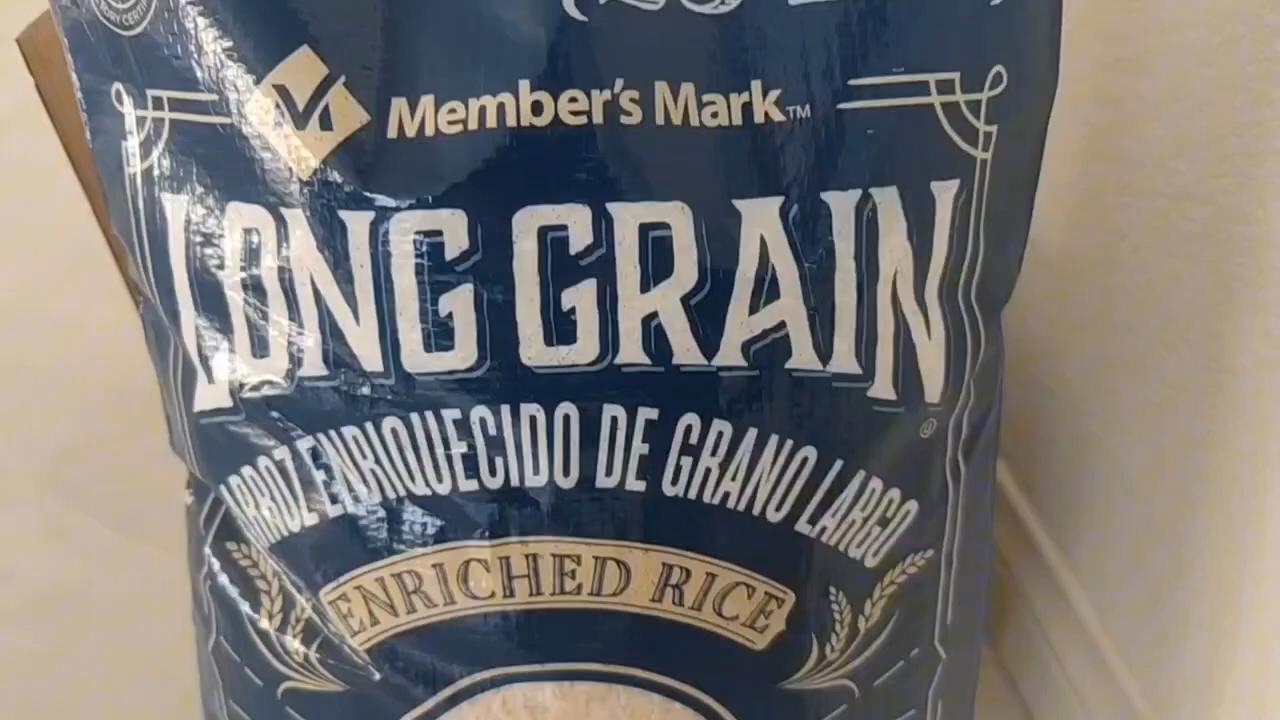 Member's Mark™
LONG GRAIN
ARROZ ENRIQUECIDO DE GRANO LARGO
ENRICHED RICE